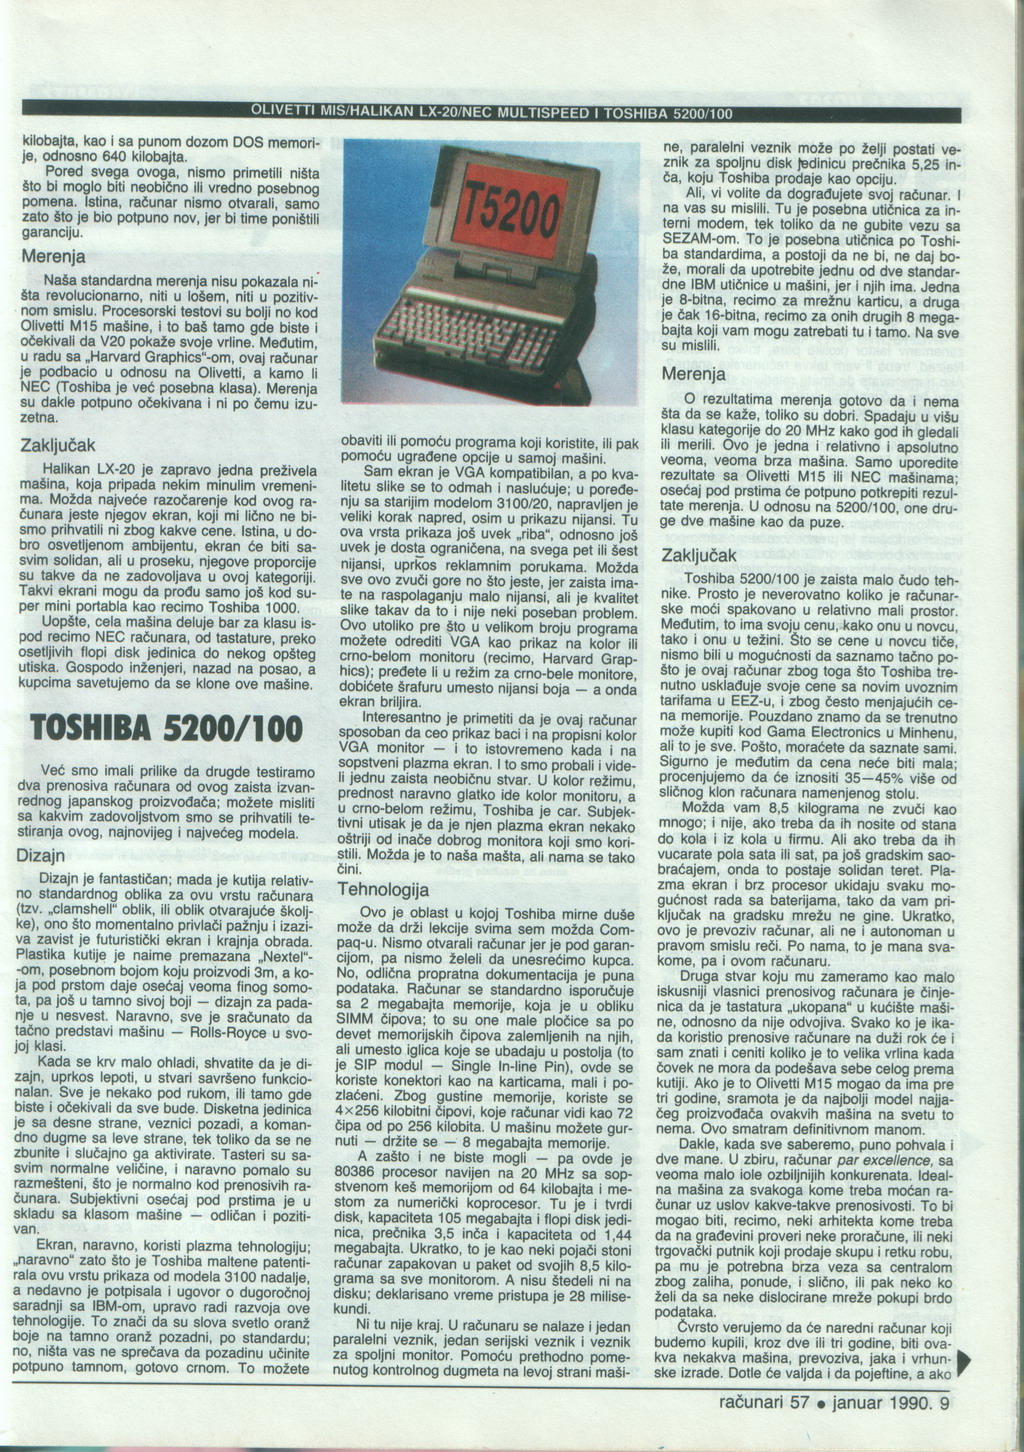 OLIVETTI MIS/HALIKAN LX-20/NEC MULTISPEED I TOSHIBA 5200/100
kilobajta, kao i sa punom dozom DOS memori-
je, odnosno 640 kilobajta.
Pored svega ovoga, nismo primetili ništa
što bi moglo biti neobično ili vredno posebnog
pomena. Istina, računar nismo otvarali, samo
zato što je bio potpuno nov, jer bi time poništili
garanciju.
Merenja
Naša standardna merenja nisu pokazala ni-
šta revolucionarno, niti u lošem, niti u pozitiv-
nom smislu. Procesorski testovi su bolji no kod
Olivetti M15 mašine, i to baš tamo gde biste i
očekivali da V20 pokaže svoje vrline. Međutim,
u radu sa „Harvard Graphics“-om, ovaj računar
je podbacio u odnosu na Olivetti, a kamo li
NEC (Toshiba je već posebna klasa). Merenja
su dakle potpuno očekivana i ni po čemu izu-
zetna.
Zaključak
Halikan LX-20 je zapravo jedna preživela
mašina, koja pripada nekim minulim vremeni-
ma. Možda najveće razočarenje kod ovog ra-
čunara jeste njegov ekran, koji mi lično ne bi-
smo prihvatili ni zbog kakve cene. Istina, u do-
bro osvetljenom ambijentu, ekran će biti sa-
svim solidan, ali u proseku, njegove proporcije
su takve da ne zadovoljava u ovoj kategoriji.
Takvi ekrani mogu da prođu samo još kod su-
per mini portabla kao recimo Toshiba 1000.
Uopšte, cela mašina deluje bar za klasu is-
pod recimo NEC računara, od tastature, preko
osetljivih flopi disk jedinica do nekog opšteg
utiska. Gospodo inženjeri, nazad na posao, a
kupcima savetujemo da se klone ove mašine.
TOSHIBA 5200/100
Već smo imali prilike da drugde testiramo
dva prenosiva računara od ovog zaista izvan-
rednog japanskog proizvođača; možete misliti
sa kakvim zadovoljstvom smo se prihvatili te-
stiranja ovog, najnovijeg i najvećeg modela.
Dizajn
Dizajn je fantastičan; mada je kutija relativ-
no standardnog oblika za ovu vrstu računara
(tzv. „clamshell“ oblik, ili oblik otvarajuće školj-
ke), ono što momentalno privlači pažnju i izazi-
va zavist je futuristički ekran i krajnja obrada.
Plastika kutije je naime premazana „Nextel“-
-om, posebnom bojom koju proizvodi 3m, a ko-
ja pod prstom daje osećaj veoma finog somo-
ta, pa još u tamno sivoj boji — dizajn za pada-
nje u nesvest. Naravno, sve je sračunato da
tačno predstavi mašinu — Rolls-Royce u svo-
joj klasi.
Kada se krv malo ohladi, shvatite da je di-
zajn, uprkos lepoti, u stvari savršeno funkcio-
nalan. Sve je nekako pod rukom, ili tamo gde
biste i očekivali da sve bude. Disketna jedinica
je sa desne strane, veznici pozadi, a koman-
dno dugme sa leve strane, tek toliko da se ne
zbunite i slučajno ga aktivirate. Tasteri su sa-
svim normalne veličine, i naravno pomalo su
razmešteni, što je normalno kod prenosivih ra-
čunara. Subjektivni osećaj pod prstima je u
skladu sa klasom mašine — odličan i poziti-
van.
Ekran, naravno, koristi plazma tehnologiju;
„naravno“ zato što je Toshiba maltene patenti-
rala ovu vrstu prikaza od modela 3100 nadalje,
a nedavno je potpisala i ugovor o dugoročnoj
saradnji sa IBM-om, upravo radi razvoja ove
tehnologije. To znači da su slova svetlo oranž
boje na tamno oranž pozadni, po standardu;
no, ništa vas ne sprečava da pozadinu učinite
potpuno tamnom, gotovo crnom. To možete
T5200
obaviti ili pomoću programa koji koristite, ili pak
pomoću ugrađene opcije u samoj mašini.
Sam ekran je VGA kompatibilan, a po kva-
litetu slike se to odmah i naslućuje; u poređe-
nju sa starijim modelom 3100/20, napravljen je
veliki korak napred, osim u prikazu nijansi. Tu
ova vrsta prikaza još uvek „riba“, odnosno još
uvek je dosta ograničena, na svega pet ili šest
nijansi, uprkos reklamnim porukama. Možda
sve ovo zvuči gore no što jeste, jer zaista ima-
te na raspolaganju malo nijansi, ali je kvalitet
slike takav da to i nije neki poseban problem.
Ovo utoliko pre što u velikom broju programa
možete odrediti VGA kao prikaz na kolor ili
crno-belom monitoru (recimo, Harvard Grap-
hics); pređete li u režim za crno-bele monitore,
dobićete šrafuru umesto nijansi boja — a onda
ekran briljira.
Interesantno je primetiti da je ovaj računar
sposoban da ceo prikaz baci i na propisni kolor
VGA monitor — i to istovremeno kada i na
sopstveni plazma ekran. I to smo probali i vide-
li jednu zaista neobičnu stvar. U kolor režimu,
prednost naravno glatko ide kolor monitoru, a
u crno-belom režimu, Toshiba je car. Subjek-
tivni utisak je da je njen plazma ekran nekako
oštriji od inače dobrog monitora koji smo kori-
stili. Možda je to naša mašta, ali nama se tako
čini.
Tehnologija
Ovo je oblast u kojoj Toshiba mirne duše
može da drži lekcije svima sem možda Com-
paq-u. Nismo otvarali računar jer je pod garan-
cijom, pa nismo želeli da unesrećimo kupca.
No, odlična propratna dokumentacija je puna
podataka. Računar se standardno isporučuje
sa 2 megabajta memorije, koja je u obliku
SIMM čipova; to su one male pločice sa po
devet memorijskih čipova zalemljenih na njih,
ali umesto iglica koje se ubadaju u postolja (to
je SIP modul — Single In-line Pin), ovde se
koriste konektori kao na karticama, mali i po-
zlaćeni. Zbog gustine memorije, koriste se
4×256 kilobitni čipovi, koje računar vidi kao 72
čipa od po 256 kilobita. U mašinu možete gur-
nuti — držite se — 8 megabajta memorije.
A zašto i ne biste mogli — pa ovde je
80386 procesor navijen na 20 MHz sa sop-
stvenom keš memorijom od 64 kilobajta i me-
stom za numerički koprocesor. Tu je i tvrdi
disk, kapaciteta 105 megabajta i flopi disk jedi-
nica, prečnika 3,5 inča i kapaciteta od 1,44
megabajta. Ukratko, to je kao neki pojači stoni
računar zapakovan u paket od svojih 8,5 kilo-
grama sa sve monitorom. A nisu štedeli ni na
disku; deklarisano vreme pristupa je 28 milise-
kundi.
Ni tu nije kraj. U računaru se nalaze i jedan
paralelni veznik, jedan serijski veznik i veznik
za spoljni monitor. Pomoću prethodno pome-
nutog kontrolnog dugmeta na levoj strani maši-
ne, paralelni veznik može po želji postati ve-
znik za spoljnu disk jedinicu prečnika 5,25 in-
ča, koju Toshiba prodaje kao opciju.
Ali, vi volite da dograđujete svoj računar. I
na vas su mislili. Tu je posebna utičnica za in-
terni modem, tek toliko da ne gubite vezu sa
SEZAM-om. To je posebna utičnica po Toshi-
ba standardima, a postoji da ne bi, ne daj bo-
že, morali da upotrebite jednu od dve standar-
dne IBM utičnice u mašini, jer i njih ima. Jedna
je 8-bitna, recimo za mrežnu karticu, a druga
je čak 16-bitna, recimo za onih drugih 8 mega-
bajta koji vam mogu zatrebati tu i tamo. Na sve
su mislili.
Merenja
O rezultatima merenja gotovo da i nema
šta da se kaže, toliko su dobri. Spadaju u višu
klasu kategorije do 20 MHz kako god ih gledali
ili merili. Ovo je jedna i relativno i apsolutno
veoma, veoma brza mašina. Samo uporedite
rezultate sa Olivetti M15 ili NEC mašinama;
osećaj pod prstima će potpuno potkrepiti rezul-
tate merenja. U odnosu na 5200/100, one dru-
ge dve mašine kao da puze.
Zaključak
Toshiba 5200/100 je zaista malo čudo teh-
nike. Prosto je neverovatno koliko je računar-
ske moći spakovano u relativno mali prostor.
Međutim, to ima svoju cenu, kako onu u novcu,
tako i onu u težini. Što se cene u novcu tiče,
nismo bili u mogućnosti da saznamo tačno po-
što je ovaj računar zbog toga što Toshiba tre-
nutno usklađuje svoje cene sa novim uvoznim
tarifama u EEZ-u, i zbog često menjajućih ce-
na memorije. Pouzdano znamo da se trenutno
može kupiti kod Gama Electronics u Minhenu,
ali to je sve. Pošto, moraćete da saznate sami.
Sigurno je međutim da cena neće biti mala;
procenjujemo da će iznositi 35—45% više od
sličnog klon računara namenjenog stolu.
Možda vam 8,5 kilograma ne zvuči kao
mnogo; i nije, ako treba da ih nosite od stana
do kola i iz kola u firmu. Ali ako treba da ih
vucarate pola sata ili sat, pa još gradskim sao-
braćajem, onda to postaje solidan teret. Pla-
zma ekran i brz procesor ukidaju svaku mo-
gućnost rada sa baterijama, tako da vam pri-
ključak na gradsku mrežu ne gine. Ukratko,
ovo je prevoziv računar, ali ne i autonoman u
pravom smislu reči. Po nama, to je mana sva-
kome, pa i ovom računaru.
Druga stvar koju mu zameramo kao malo
iskusniji vlasnici prenosivog računara je činje-
nica da je tastatura „ukopana“ u kućište maši-
ne, odnosno da nije odvojiva. Svako ko je ika-
da koristio prenosive računare na duži rok će i
sam znati i ceniti koliko je to velika vrlina kada
čovek ne mora da podešava sebe celog prema
kutiji. Ako je to Olivetti M15 mogao da ima pre
tri godine, sramota je da najbolji model najja-
čeg proizvođača ovakvih mašina na svetu to
nema. Ovo smatram definitivnom manom.
Dakle, kada sve saberemo, puno pohvala i
dve mane. U zbiru, računar par excellence, sa
veoma malo iole ozbiljnijih konkurenata. Ideal-
na mašina za svakoga kome treba moćan ra-
čunar uz uslov kakve-takve prenosivosti. To bi
mogao biti, recimo, neki arhitekta kome treba
da na građevini proveri neke proračune, ili neki
trgovački putnik koji prodaje skupu i retku robu,
pa mu je potrebna brza veza sa centralom
zbog zaliha, ponude, i slično, ili pak neko ko
želi da sa neke dislocirane mreže pokupi brdo
podataka.
Čvrsto verujemo da će naredni računar koji
budemo kupili, kroz dve ili tri godine, biti ova-
kva nekakva mašina, prevoziva, jaka i vrhun-
ske izrade. Dotle će valjda i da pojeftine, a ako
računari 57 • januar 1990. 9